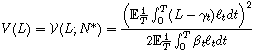 V(L) = \mathcal{V}(L; N^*) = \frac{\left( \mathbb{E} \frac{1}{T} \int_0^T (L - \gamma_t) \ell_t dt \right)^2}{2 \mathbb{E} \frac{1}{T} \int_0^T \beta_t \ell_t dt}